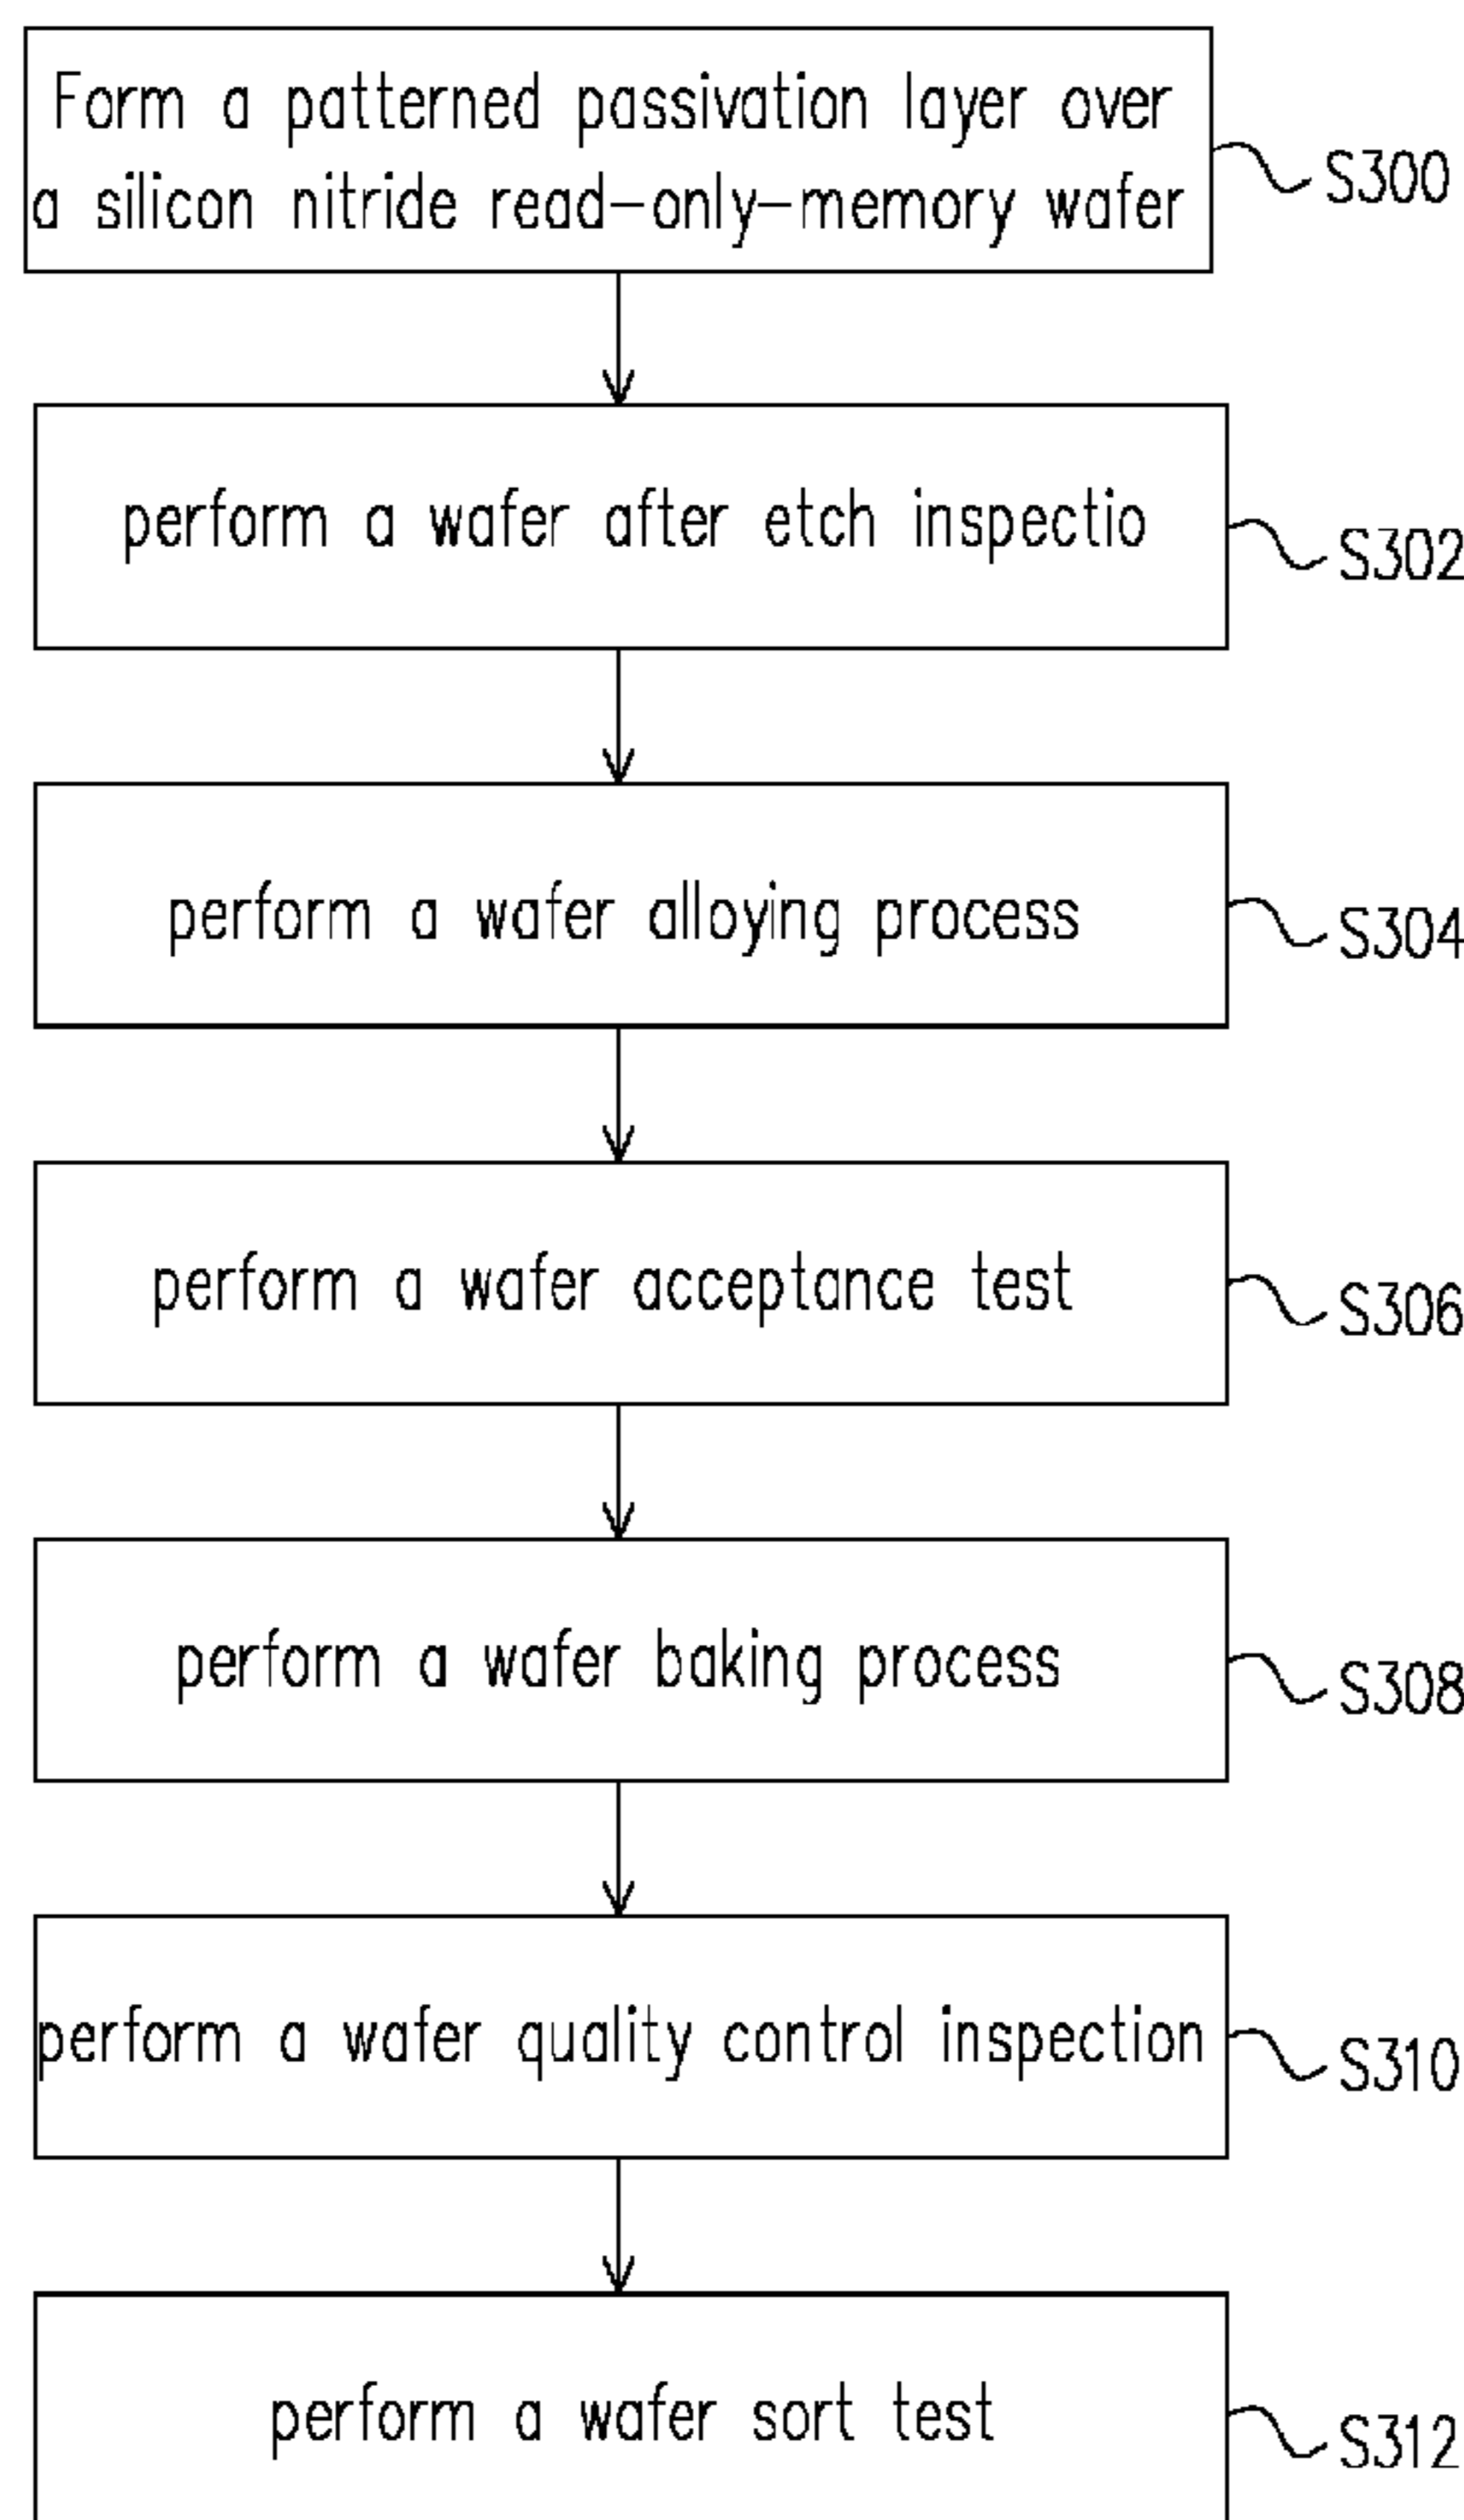 Form a patterned passivation layer over
a silicon nitride read-only-memory wafer
S300
perform a wafer after etch inspectio
S302
perform a wafer alloying process
S304
perform a wafer acceptance test
S306
perform a wafer baking process
S308
perform a wafer quality control inspection
S310
perform a wafer sort test
S312